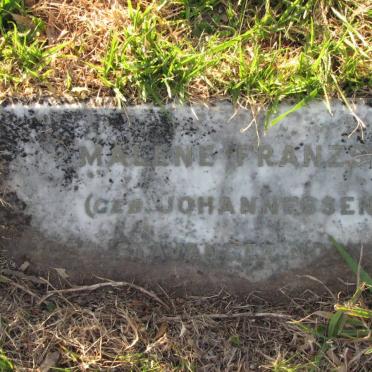 MALENE FRANZ
(GEB. JOHANNESSEN